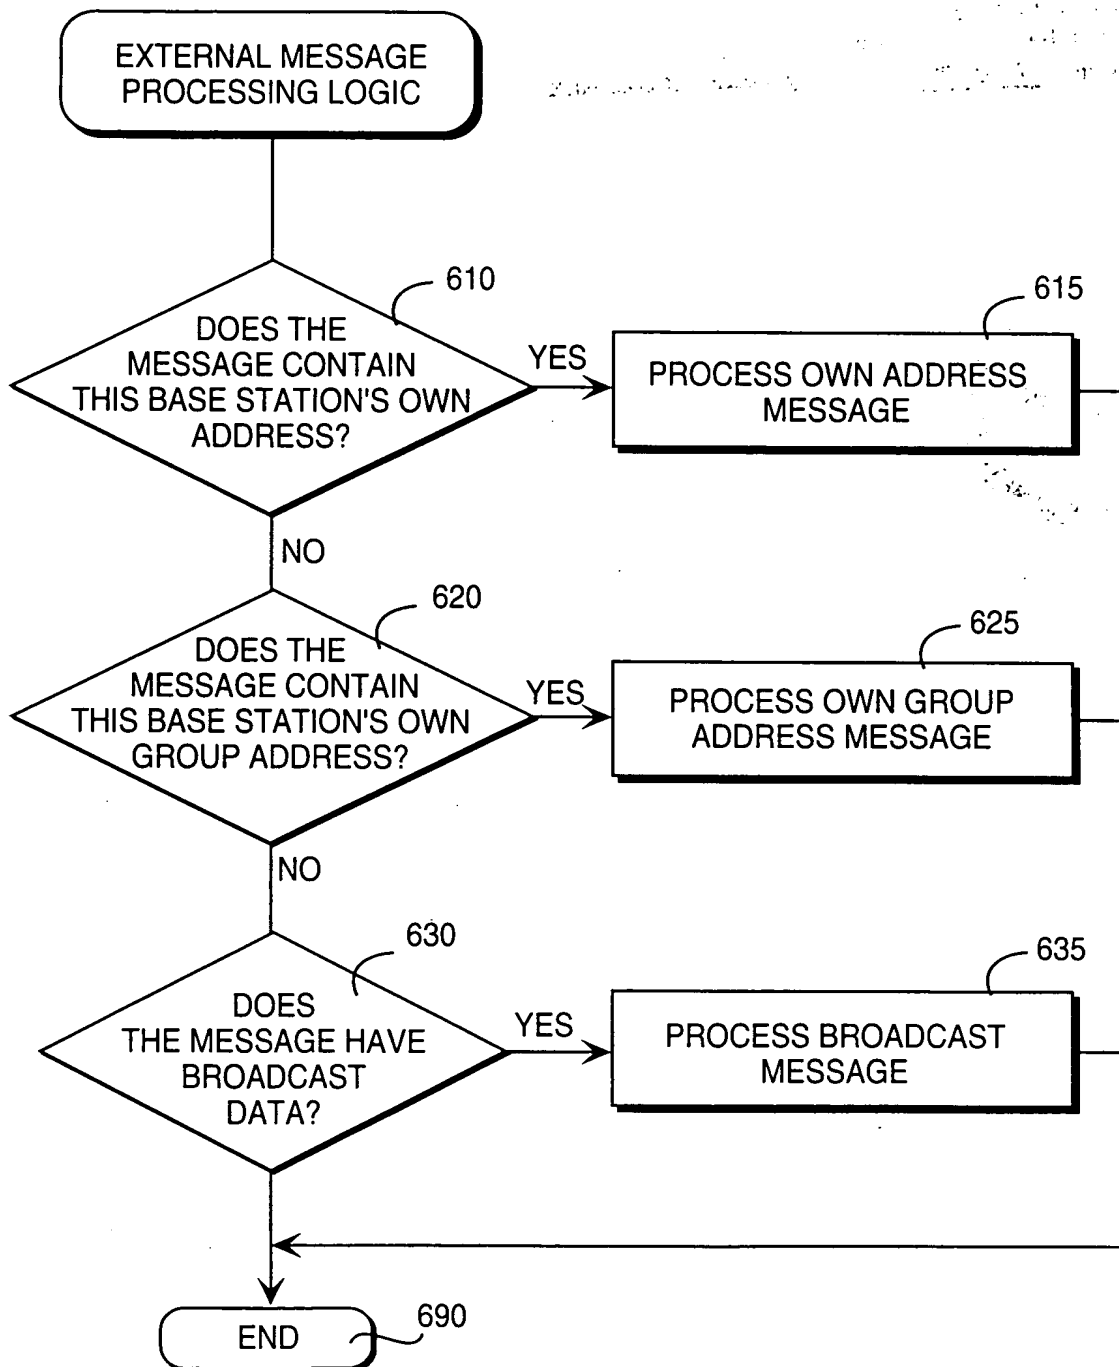 EXTERNAL MESSAGE
PROCESSING LOGIC
610
DOES THE
MESSAGE CONTAIN
THIS BASE STATION'S OWN
ADDRESS?
YES
615
PROCESS OWN ADDRESS
MESSAGE
NO
620
DOES THE
MESSAGE CONTAIN
THIS BASE STATION'S OWN
GROUP ADDRESS?
YES
625
PROCESS OWN GROUP
ADDRESS MESSAGE
NO
630
DOES
THE MESSAGE HAVE
BROADCAST
DATA?
YES
635
PROCESS BROADCAST
MESSAGE
END
690